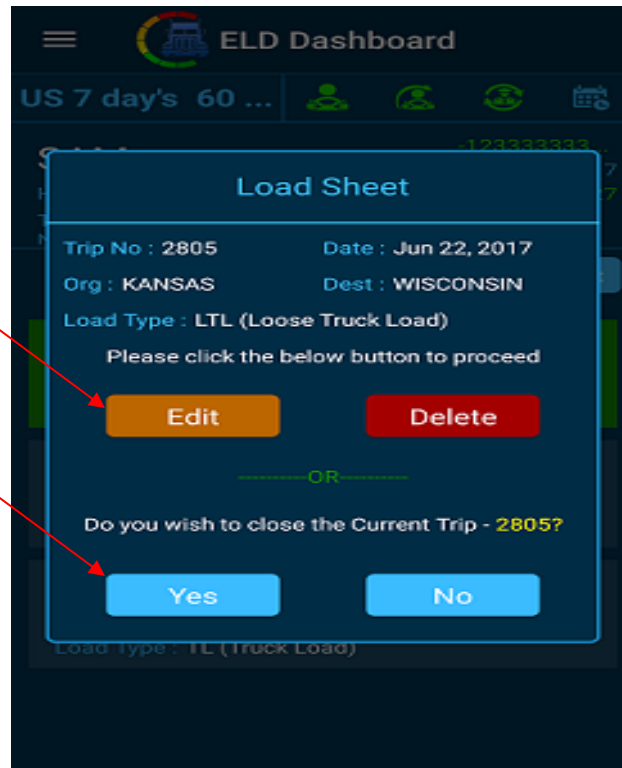 ELD Dashboard
US 7 day's 60 ...
-123333333...
Load Sheet
Trip No : 2805 Date : Jun 22, 2017
Org : KANSAS Dest : WISCONSIN
Load Type : LTL (Loose Truck Load)
Please click the below button to proceed
Edit Delete
----------OR----------
Do you wish to close the Current Trip - 2805?
Yes No
Load Type : TL (Truck Load)